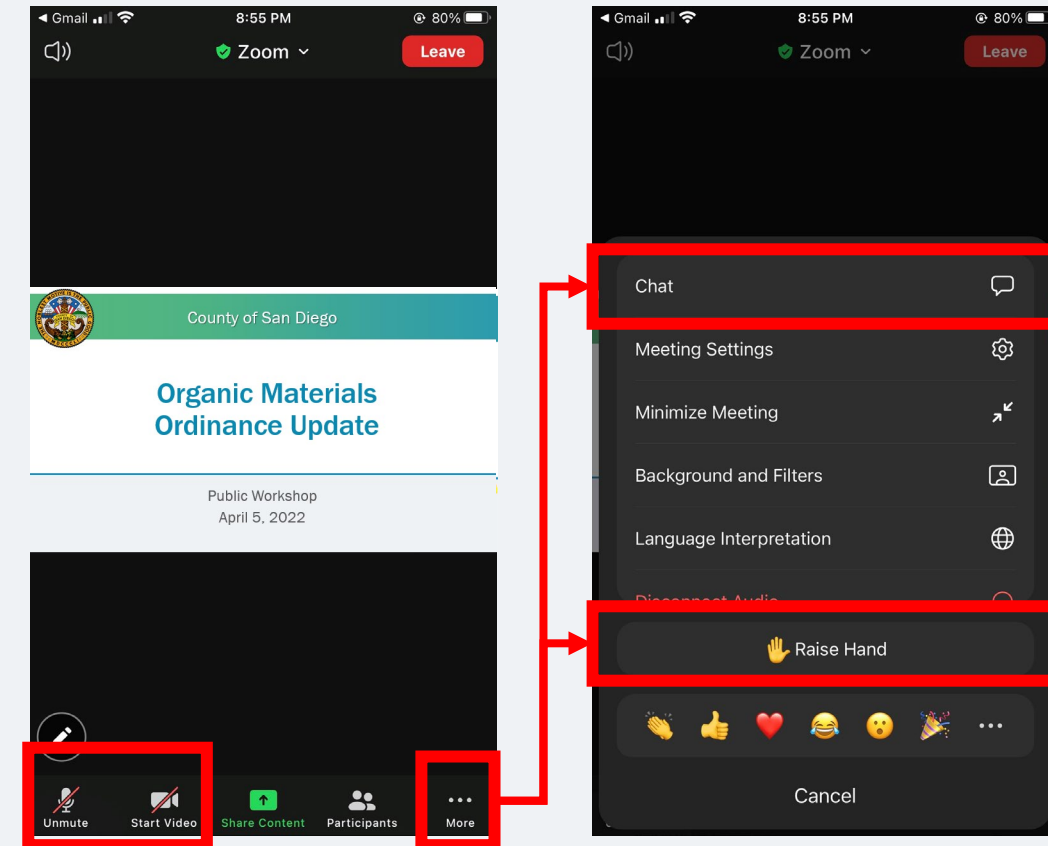 Gmail 8:55 PM 80%
Zoom Leave
County of San Diego
Organic Materials
Ordinance Update
Public Workshop
April 5, 2022
Unmute Start Video Share Content Participants More
Gmail 8:55 PM 80%
Zoom Leave
Chat
Meeting Settings
Minimize Meeting
Background and Filters
Language Interpretation
Disconnect Audio
Raise Hand
Cancel